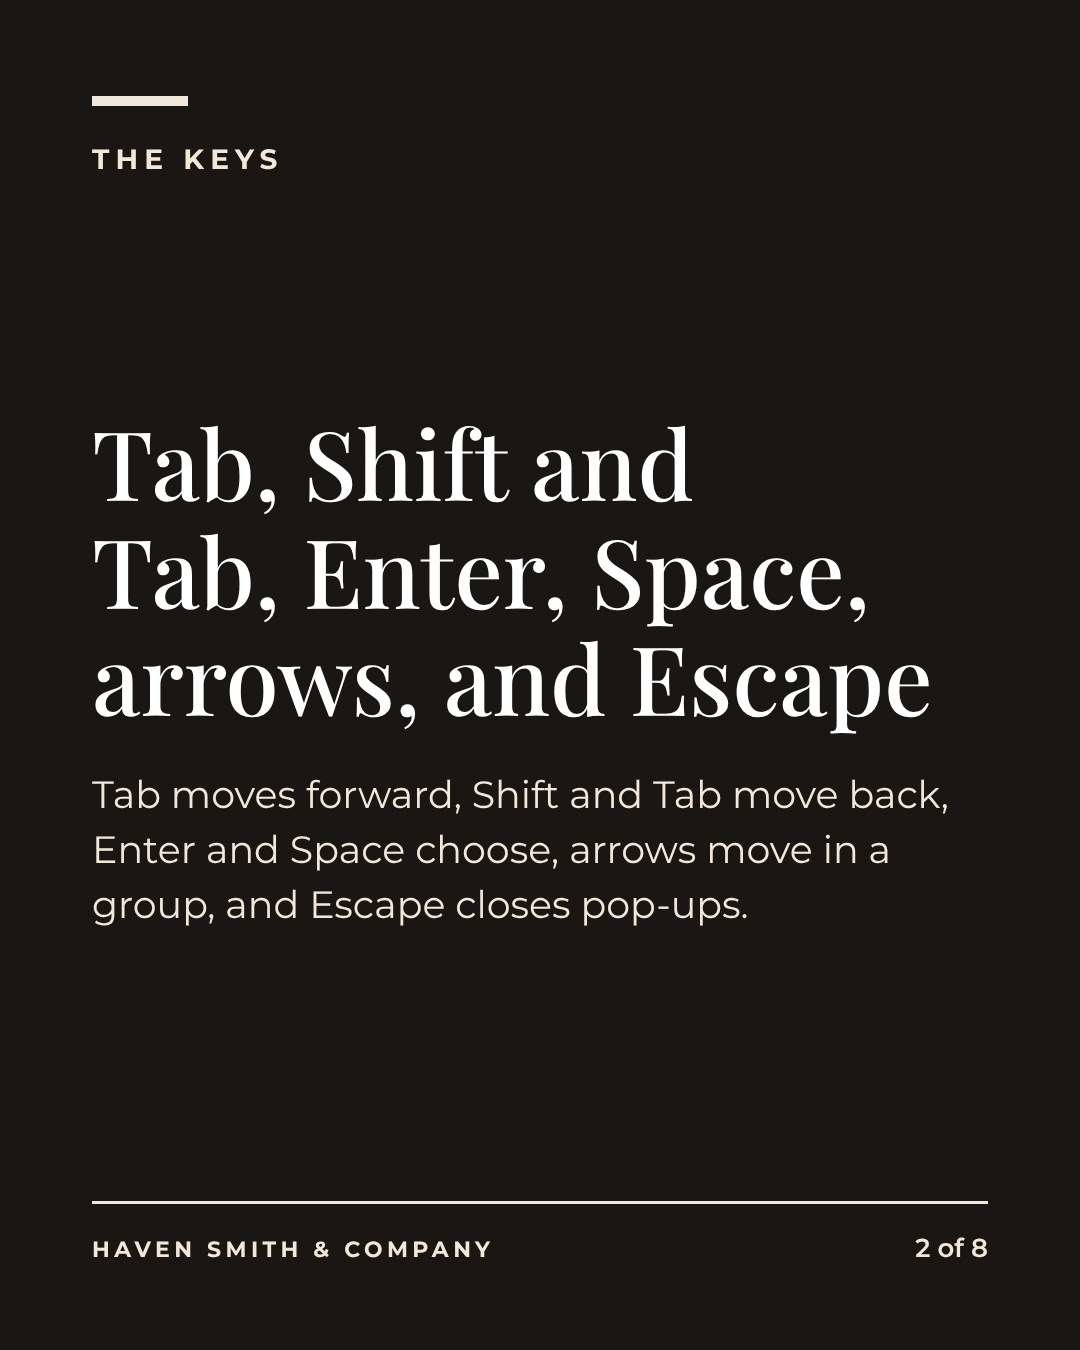 THE KEYS
Tab, Shift and
Tab, Enter, Space,
arrows, and Escape
Tab moves forward, Shift and Tab move back,
Enter and Space choose, arrows move in a
group, and Escape closes pop-ups.
HAVEN SMITH & COMPANY
2 of 8